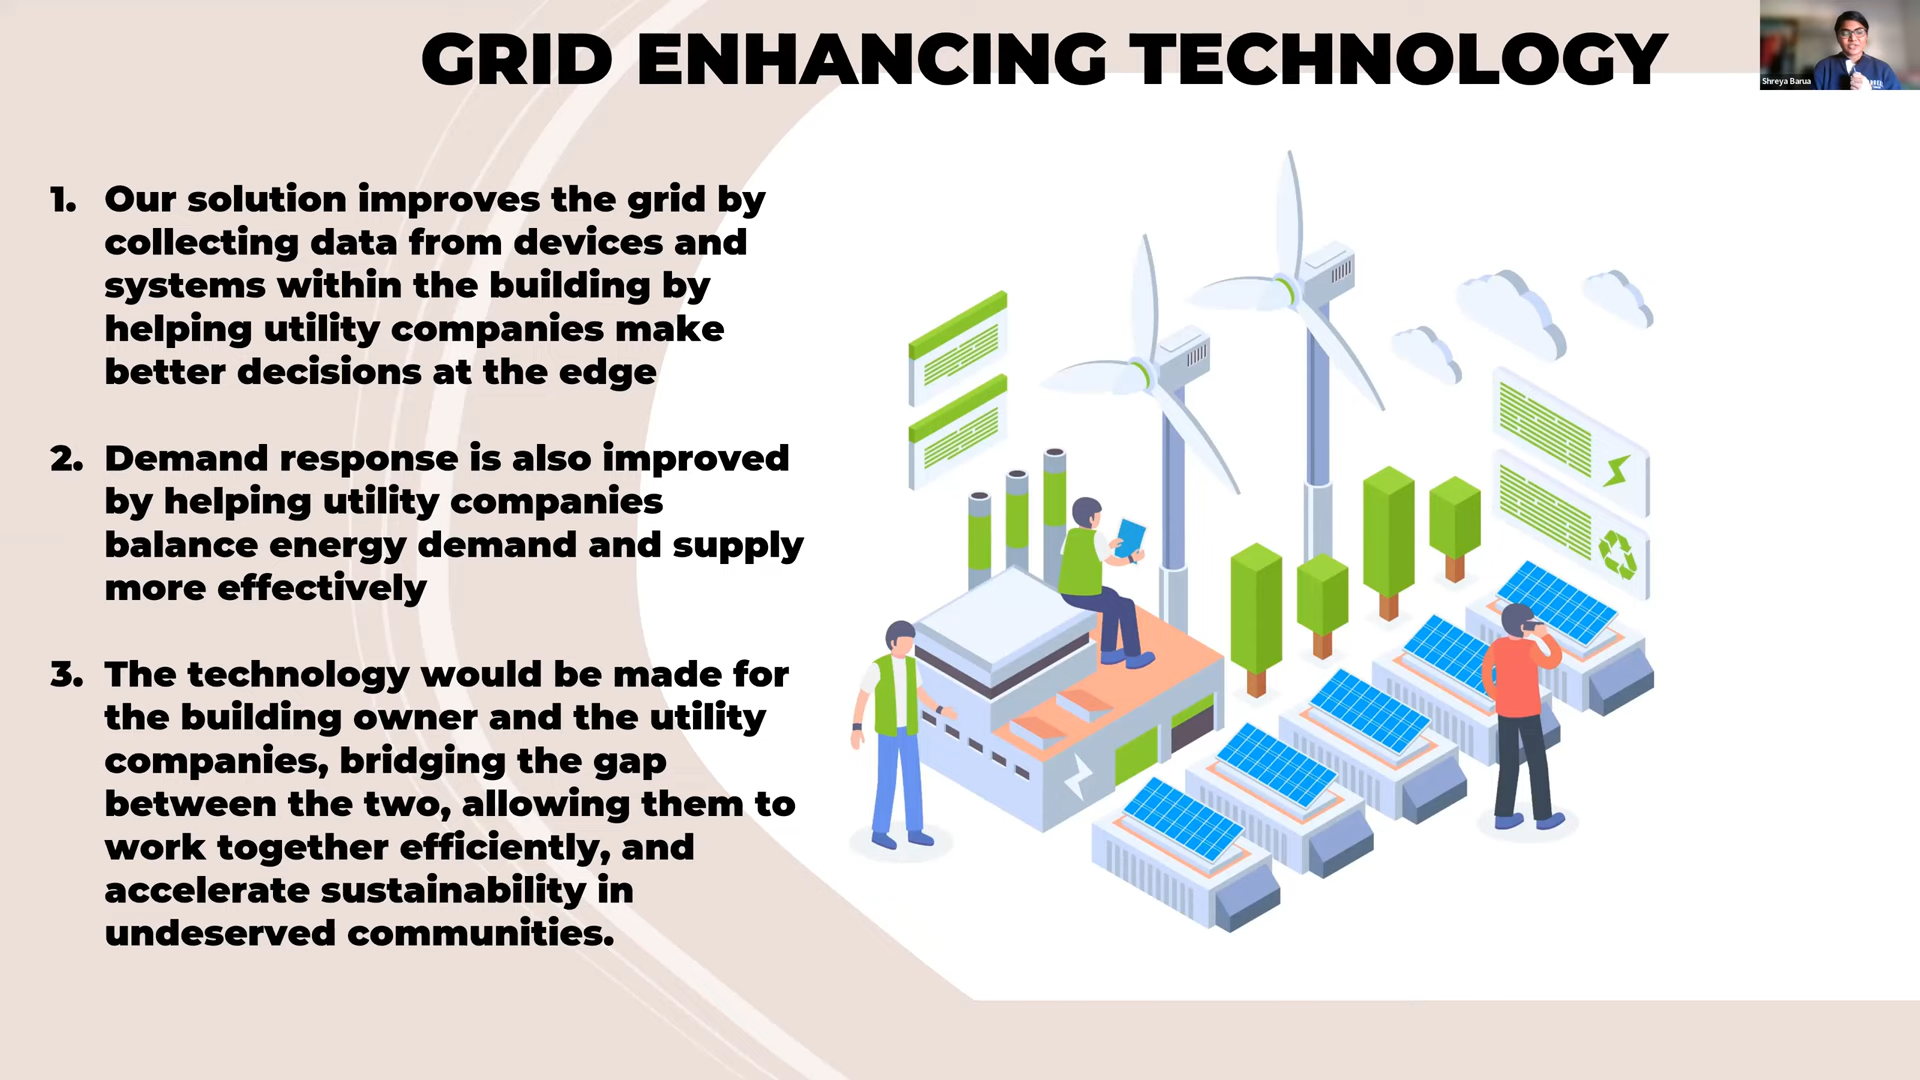 GRID ENHANCING TECHNOLOGY
Shreya Barua
1. Our solution improves the grid by
collecting data from devices and
systems within the building by
helping utility companies make
better decisions at the edge
2. Demand response is also improved
by helping utility companies
balance energy demand and supply
more effectively
3. The technology would be made for
the building owner and the utility
companies, bridging the gap
between the two, allowing them to
work together efficiently, and
accelerate sustainability in
undeserved communities.